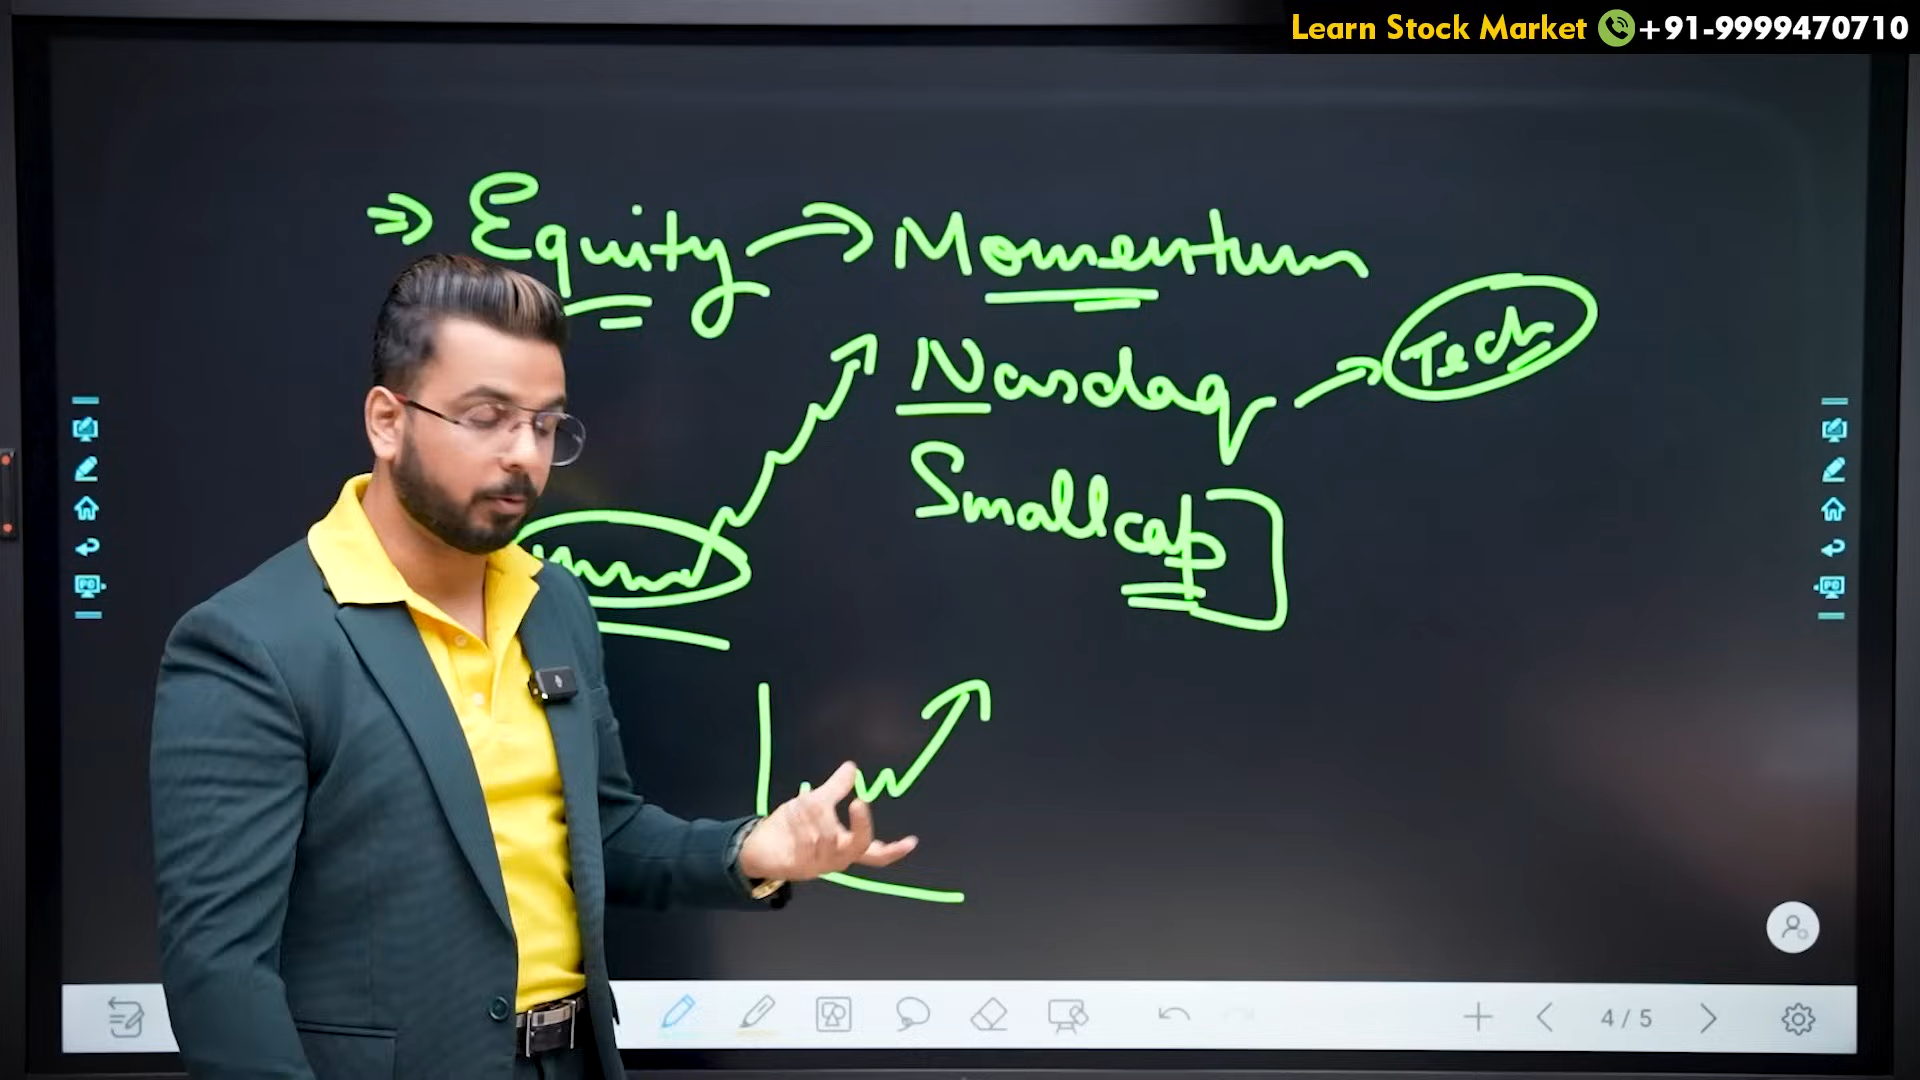 Learn Stock Market +91-9999470710
Equity → Momentum
Nasdaq → Tech
Smallcap
4 / 5